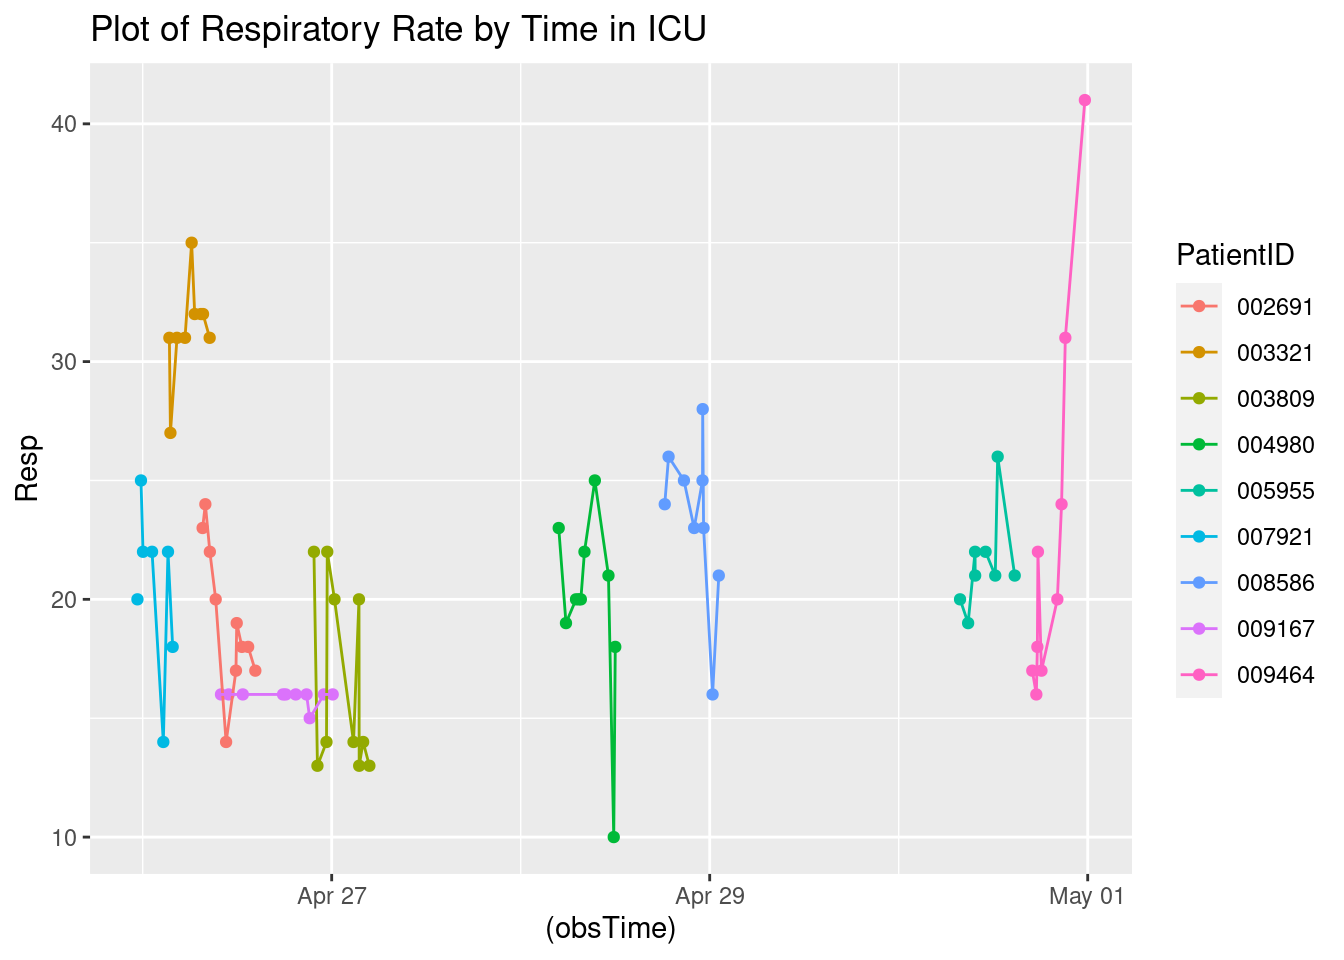 Plot of Respiratory Rate by Time in ICU
Resp
40
30
20
10
Apr 27
Apr 29
May 01
(obsTime)
PatientID
002691
003321
003809
004980
005955
007921
008586
009167
009464